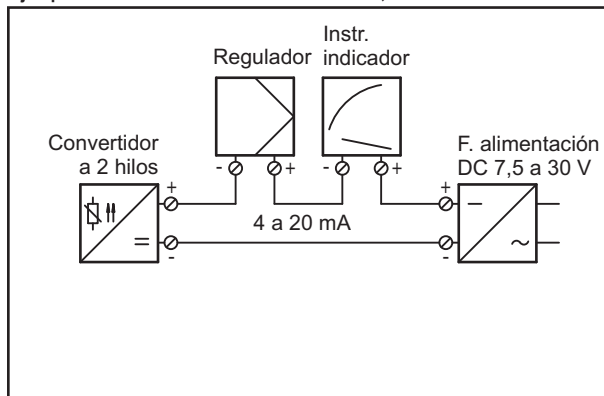 Regulador
Instr.
indicador
Convertidor
a 2 hilos
F. alimentación
DC 7,5 a 30 V
+
-
+
-
+
+
4 a 20 mA
-
-